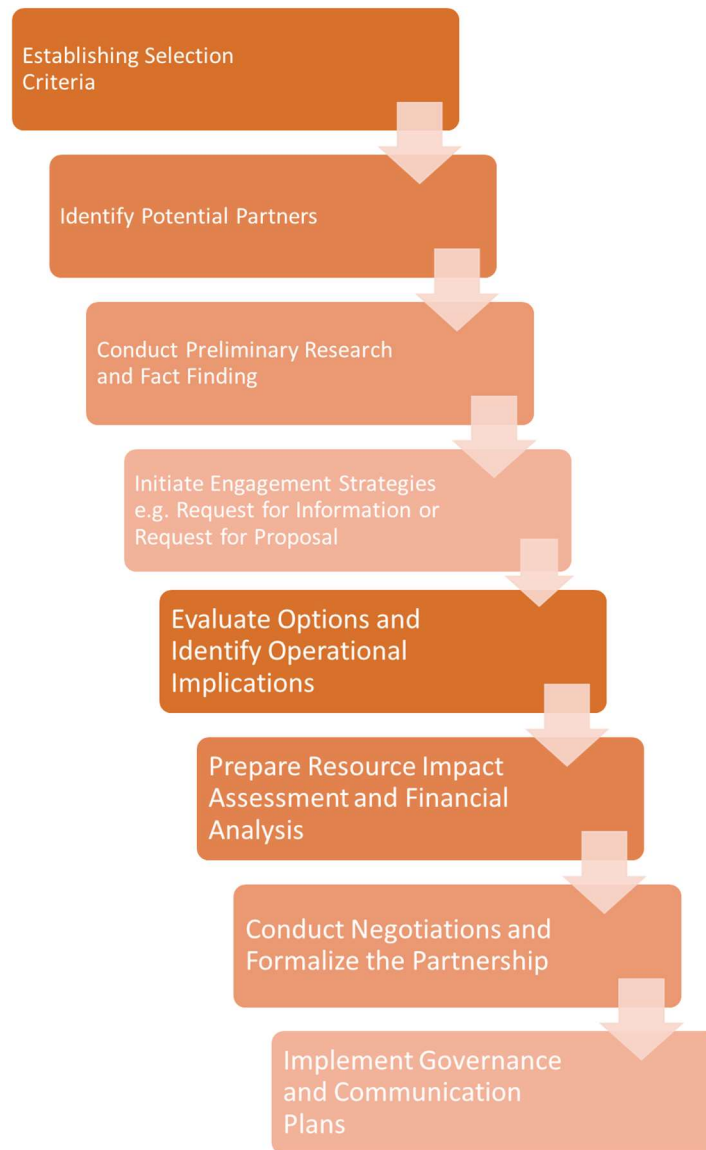 Establishing Selection
Criteria
Identify Potential Partners
Conduct Preliminary Research
and Fact Finding
Initiate Engagement Strategies
e.g. Request for Information or
Request for Proposal
Evaluate Options and
Identify Operational
Implications
Prepare Resource Impact
Assessment and Financial
Analysis
Conduct Negotiations and
Formalize the Partnership
Implement Governance
and Communication
Plans